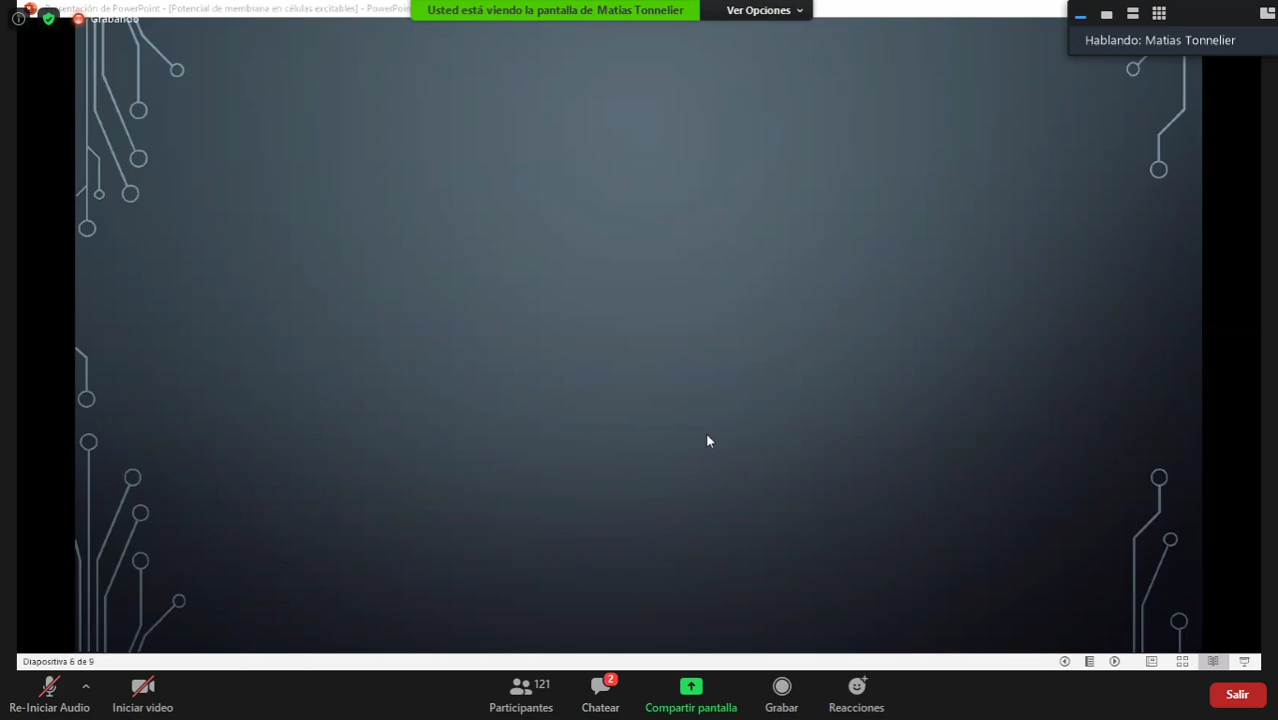 Presentación de PowerPoint - [Potencial de membrana en células excitables] - PowerPoint
Usted está viendo la pantalla de Matias Tonnelier
Ver Opciones
Grabando
Hablando: Matias Tonnelier
Diapositiva 6 de 9
Re-Iniciar Audio
Iniciar video
121
Participantes
2
Chatear
Compartir pantalla
Grabar
Reacciones
Salir